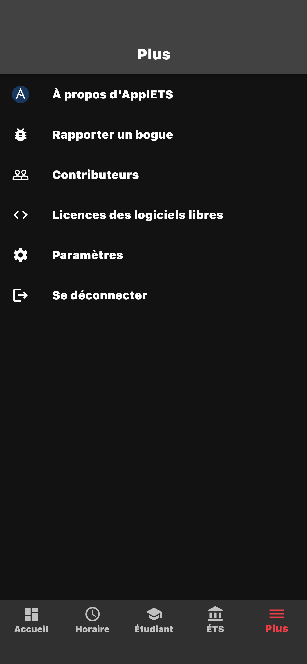 Plus
À propos d'ApplETS
Rapporter un bogue
Contributeurs
Licences des logiciels libres
Paramètres
Se déconnecter
Accueil
Horaire
Étudiant
ÉTS
Plus